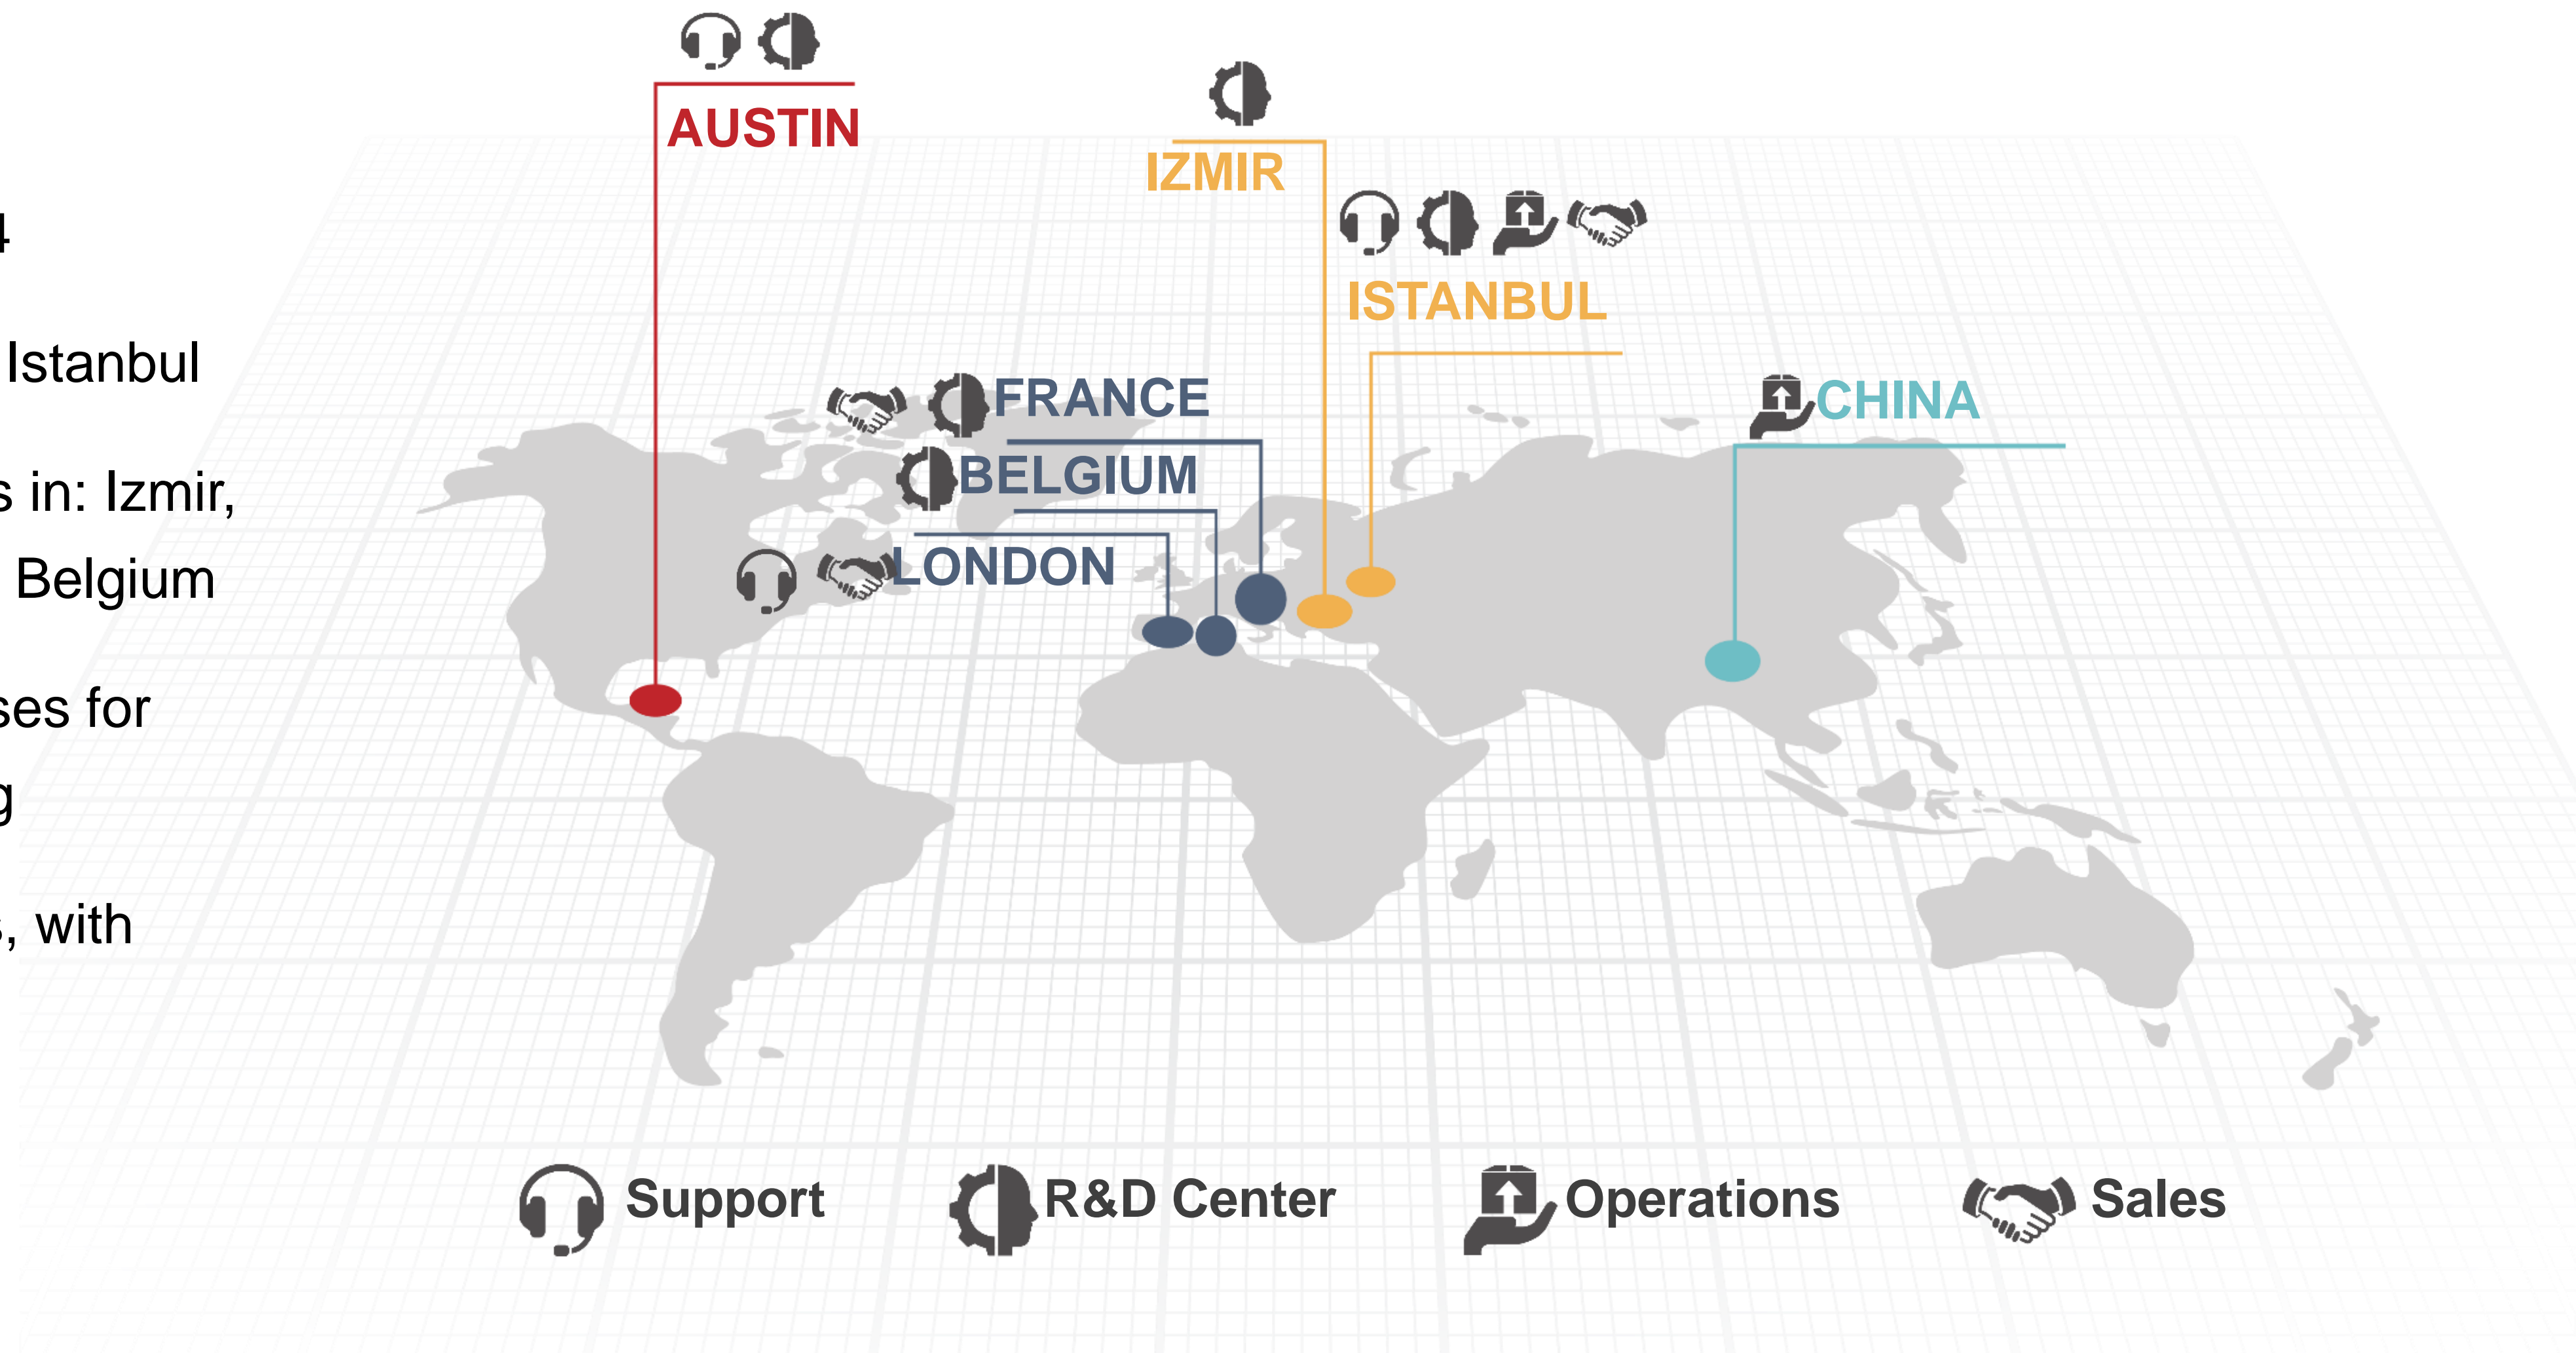 AUSTIN
IZMIR
4
ISTANBUL
Istanbul
FRANCE
CHINA
BELGIUM
s in: Izmir,
LONDON
Belgium
ses for
g
s, with
Support
R&D Center
Operations
Sales